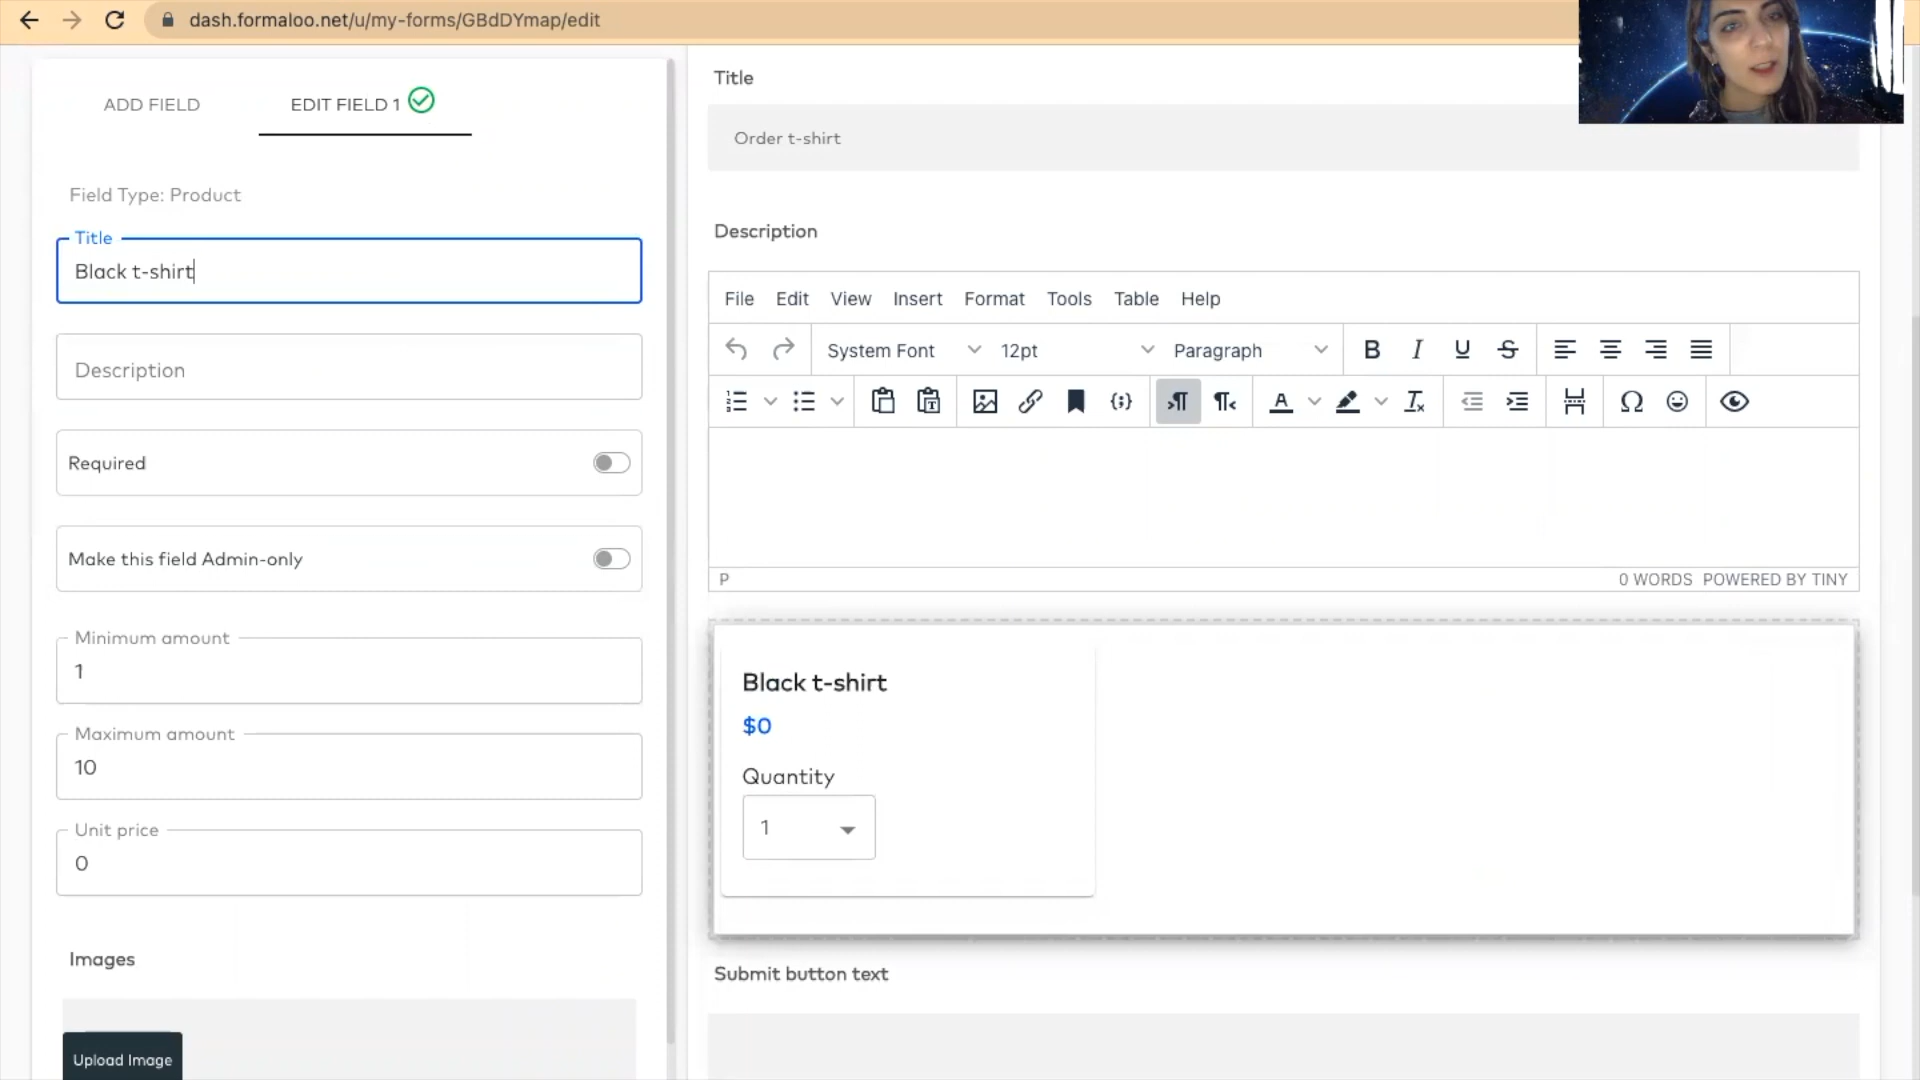 dash.formaloo.net/u/my-forms/GBdDYmap/edit
ADD FIELD
EDIT FIELD 1
Field Type: Product
Title
Black t-shirt
Description
Required
Make this field Admin-only
Minimum amount
1
Maximum amount
10
Unit price
0
Images
Upload Image
Title
Order t-shirt
Description
File Edit View Insert Format Tools Table Help
System Font 12pt Paragraph
P
0 WORDS POWERED BY TINY
Black t-shirt
$0
Quantity
1
Submit button text